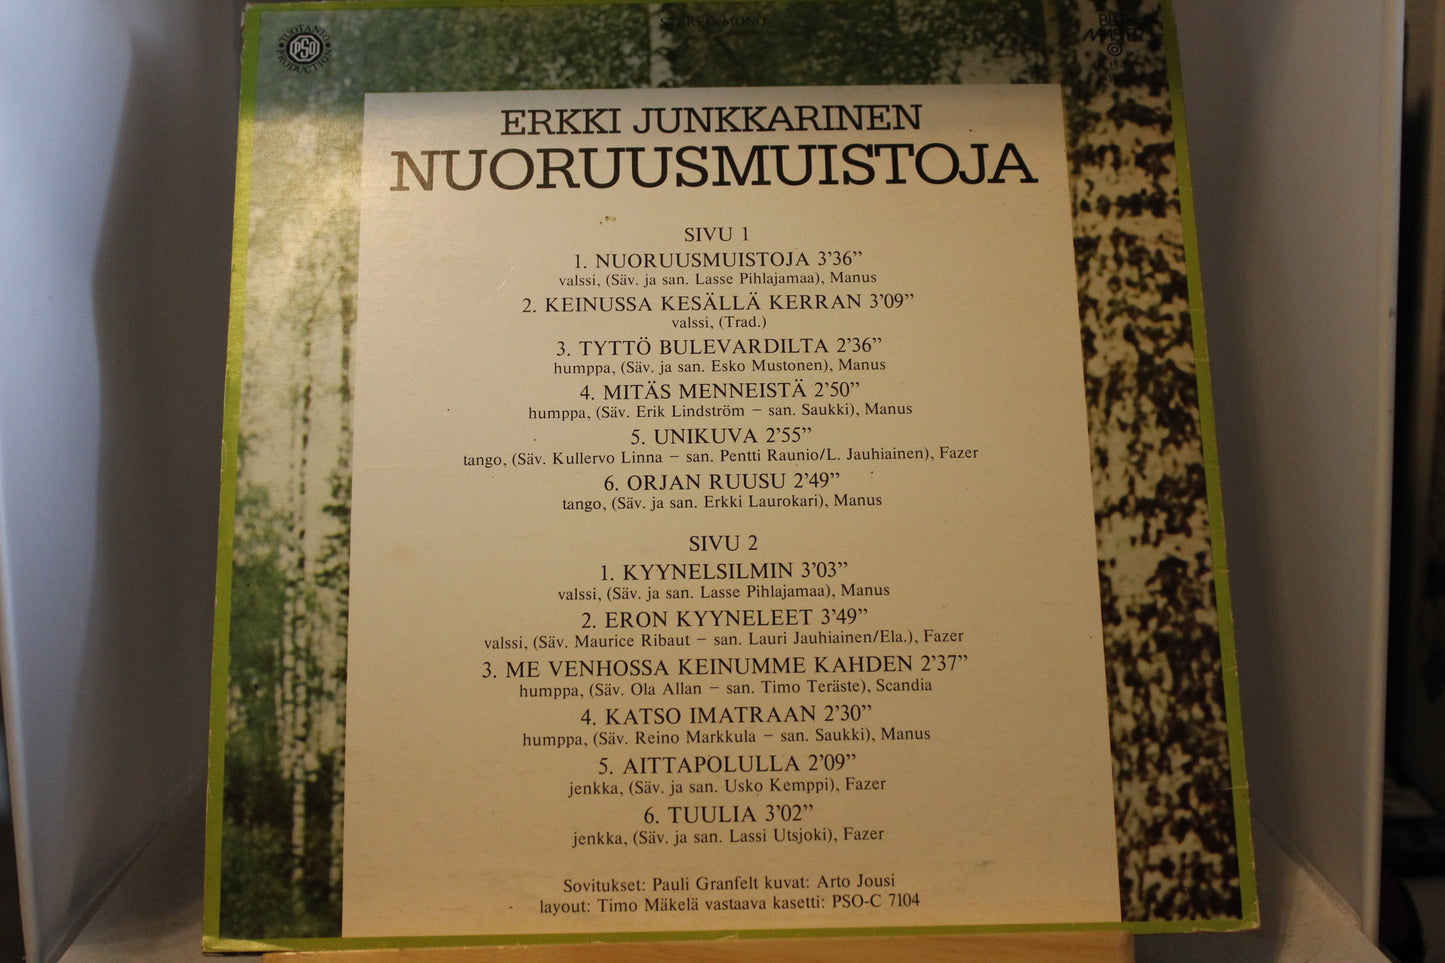 STEREO/MONO
TUOTANTO
PSO
PRODUCTION
BLUE
MASTER
ERKKI JUNKKARINEN
NUORUUSMUISTOJA
SIVU 1
1. NUORUUSMUISTOJA 3’36”
valssi, (Säv. ja san. Lasse Pihlajamaa), Manus
2. KEINUSSA KESÄLLÄ KERRAN 3’09”
valssi, (Trad.)
3. TYTTÖ BULEVARDILTA 2’36”
humppa, (Säv. ja san. Esko Mustonen), Manus
4. MITÄS MENNEISTÄ 2’50”
humppa, (Säv. Erik Lindström – san. Saukki), Manus
5. UNIKUVA 2’55”
tango, (Säv. Kullervo Linna – san. Pentti Raunio/L. Jauhiainen), Fazer
6. ORJAN RUUSU 2’49”
tango, (Säv. ja san. Erkki Laurokari), Manus
SIVU 2
1. KYYNELSILMIN 3’03”
valssi, (Säv. ja san. Lasse Pihlajamaa), Manus
2. ERON KYYNELEET 3’49”
valssi, (Säv. Maurice Ribaut – san. Lauri Jauhiainen/Ela.), Fazer
3. ME VENHOSSA KEINUMME KAHDEN 2’37”
humppa, (Säv. Ola Allan – san. Timo Teräste), Scandia
4. KATSO IMATRAAN 2’30”
humppa, (Säv. Reino Markkula – san. Saukki), Manus
5. AITTAPOLULLA 2’09”
jenkka, (Säv. ja san. Usko Kemppi), Fazer
6. TUULIA 3’02”
jenkka, (Säv. ja san. Lassi Utsjoki), Fazer
Sovitukset: Pauli Granfelt kuvat: Arto Jousi
layout: Timo Mäkelä vastaava kasetti: PSO-C 7104